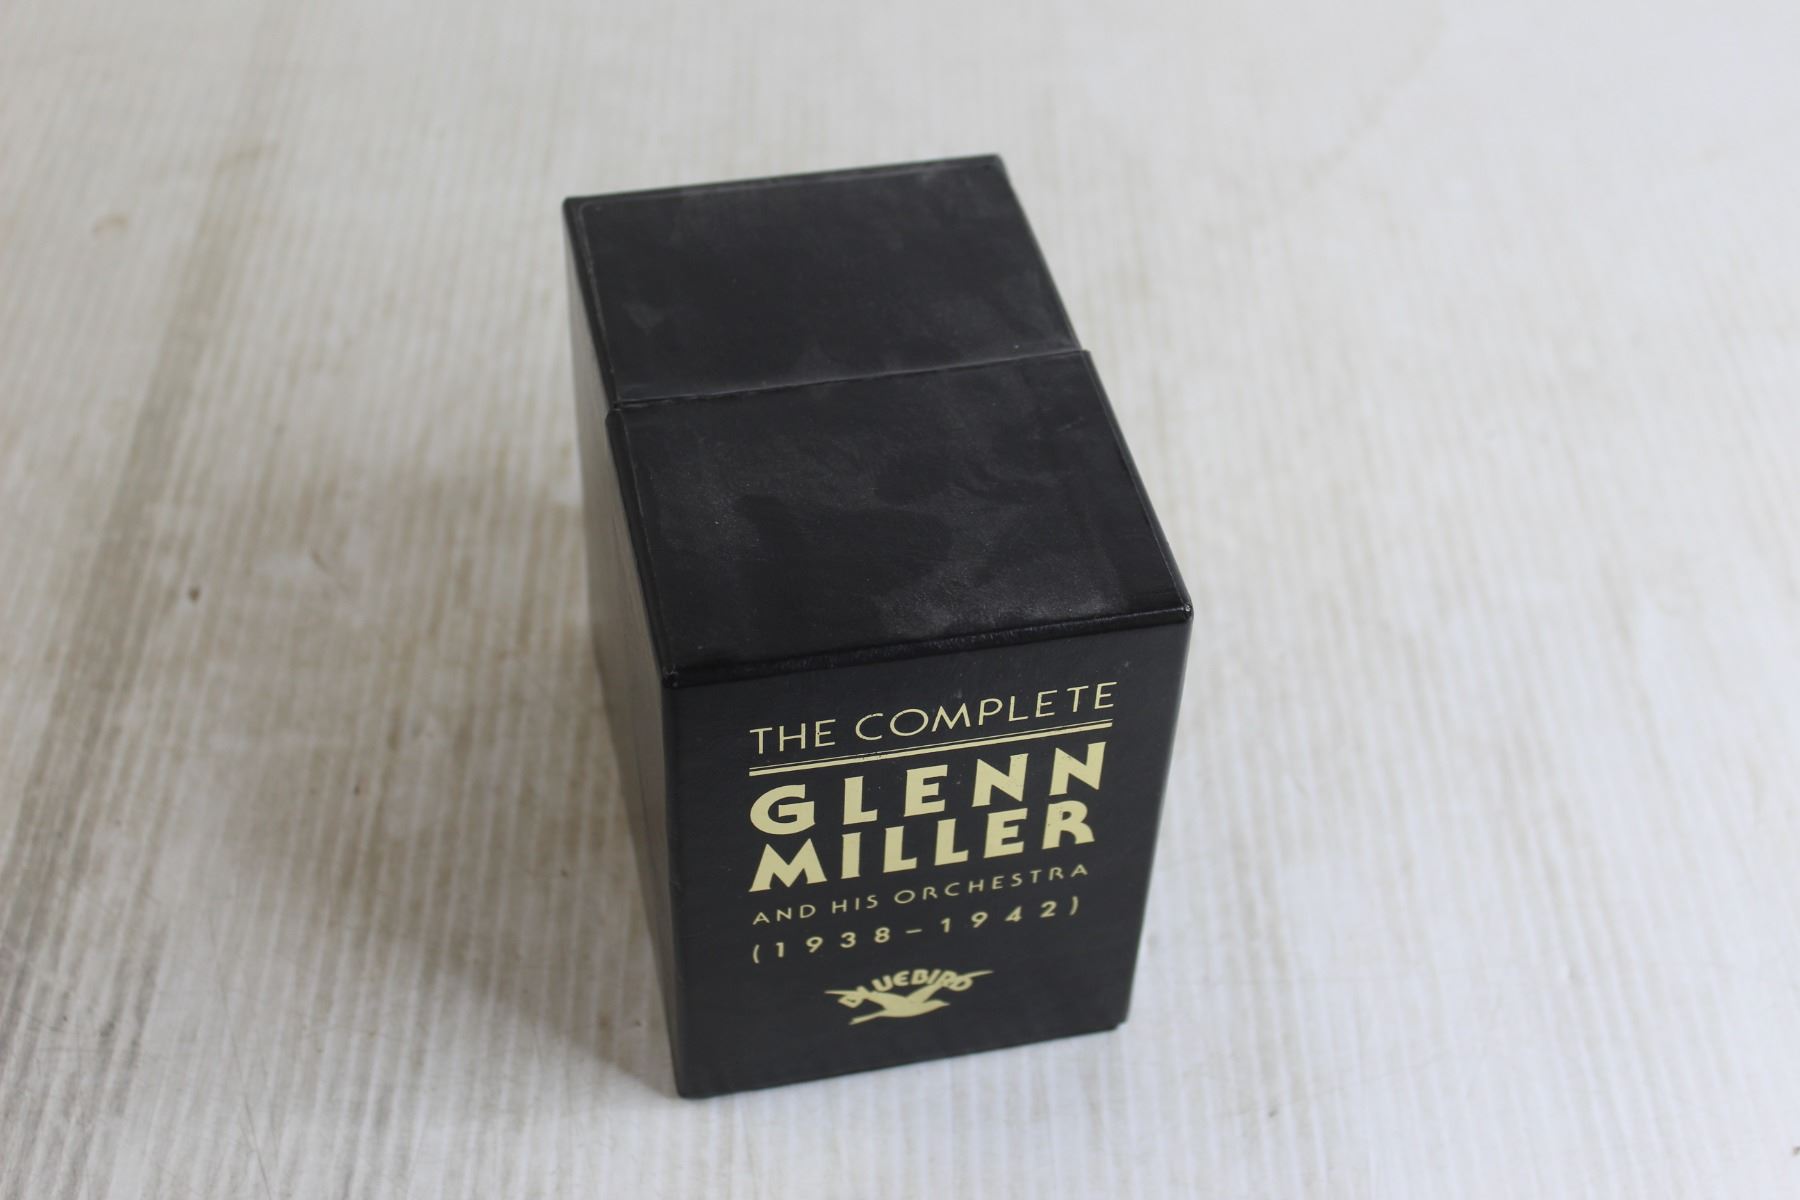 THE COMPLETE
GLENN
MILLER
AND HIS ORCHESTRA
(1938-1942)
BLUEBIRD